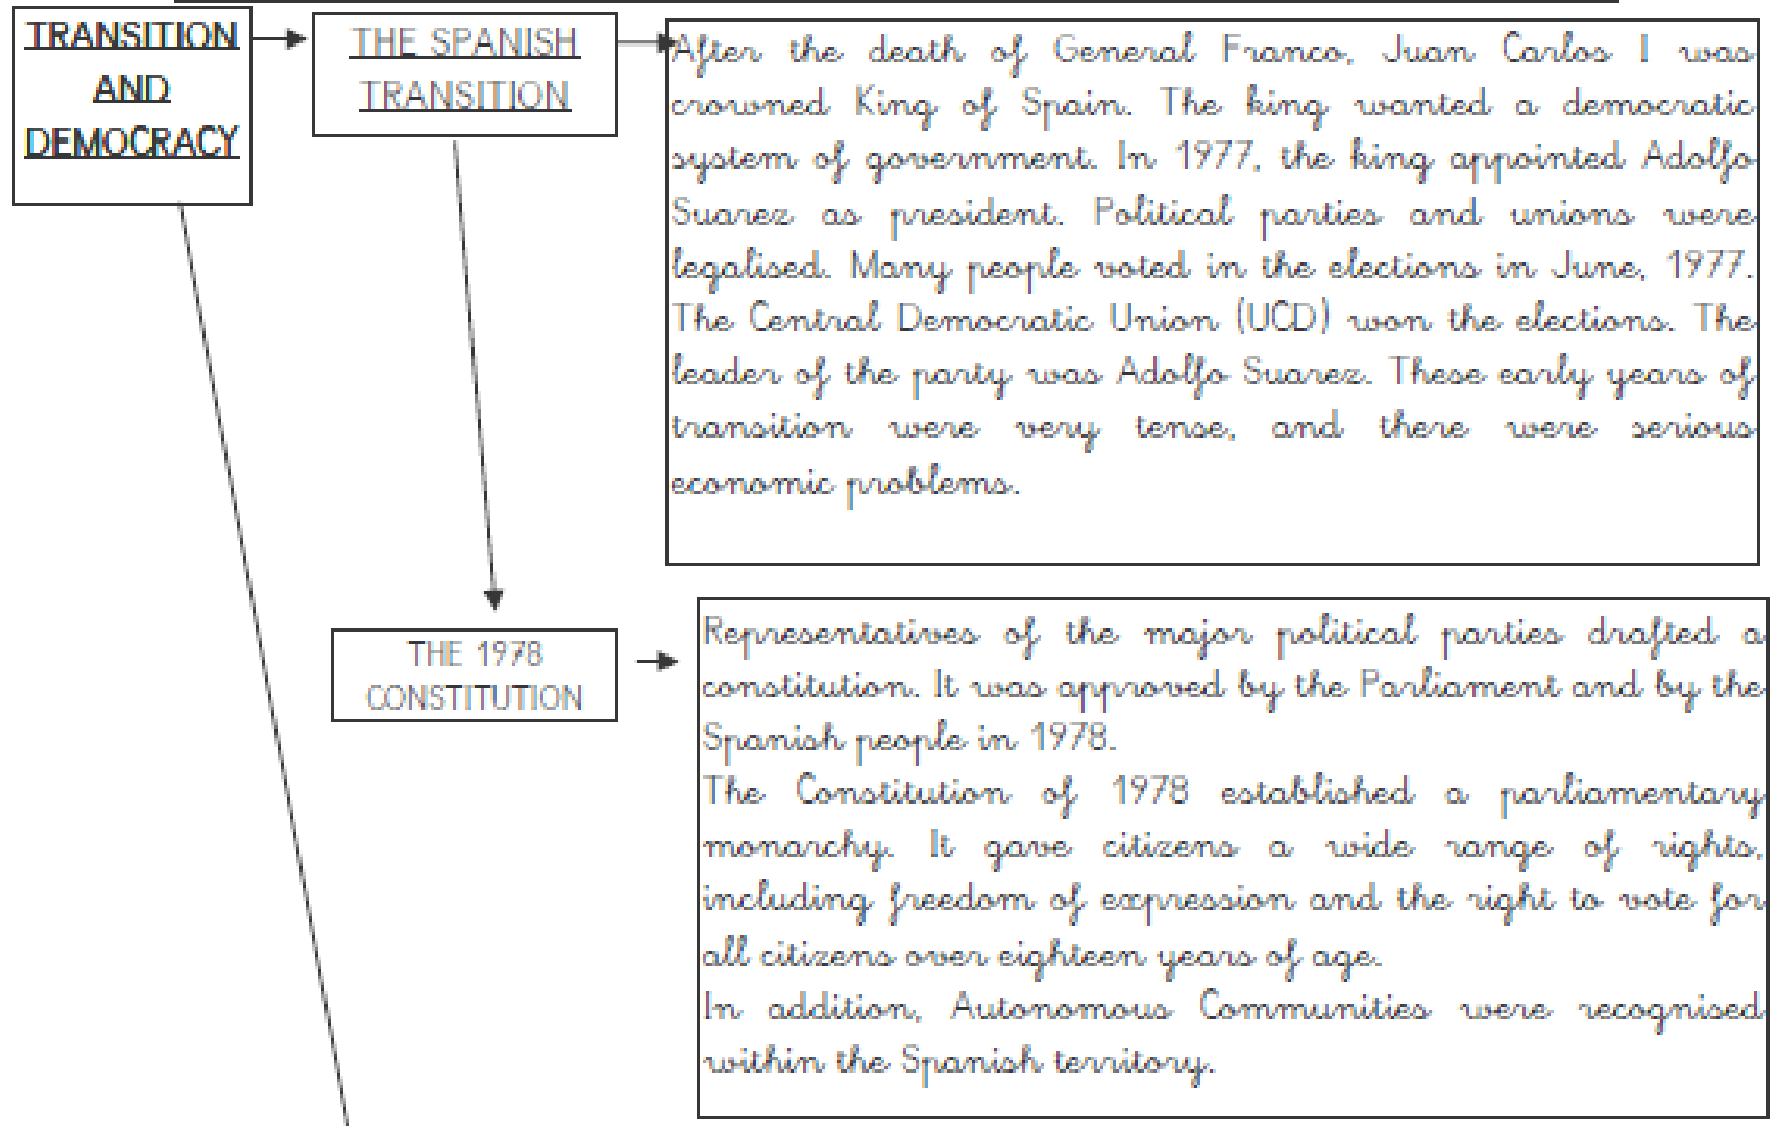 TRANSITION
AND
DEMOCRACY
THE SPANISH
TRANSITION
After the death of General Franco, Juan Carlos I was
crowned King of Spain. The king wanted a democratic
system of government. In 1977, the king appointed Adolfo
Suarez as president. Political parties and unions were
legalised. Many people voted in the elections in June, 1977.
The Central Democratic Union (UCD) won the elections. The
leader of the party was Adolfo Suarez. These early years of
transition were very tense, and there were serious
economic problems.
THE 1978
CONSTITUTION
Representatives of the major political parties drafted a
constitution. It was approved by the Parliament and by the
Spanish people in 1978.
The Constitution of 1978 established a parliamentary
monarchy. It gave citizens a wide range of rights,
including freedom of expression and the right to vote for
all citizens over eighteen years of age.
In addition, Autonomous Communities were recognised
within the Spanish territory.